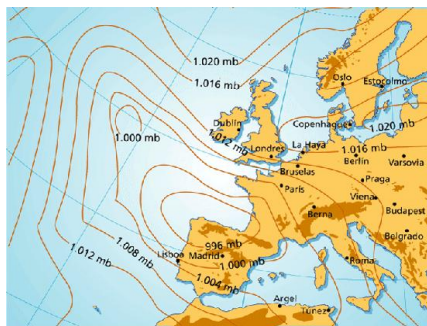 1.020 mb
1.016 mb
Oslo
Estocolmo
Dublín
Copenhague
1.020 mb
1.000 mb
1.012 mb
Londres
La Haya
1.016 mb
Berlín
Varsovia
Bruselas
París
Praga
Viena
Budapest
Berna
Belgrado
996 mb
Lisboa
Madrid
1.008 mb
1.000 mb
Roma
1.012 mb
1.004 mb
Argel
Túnez